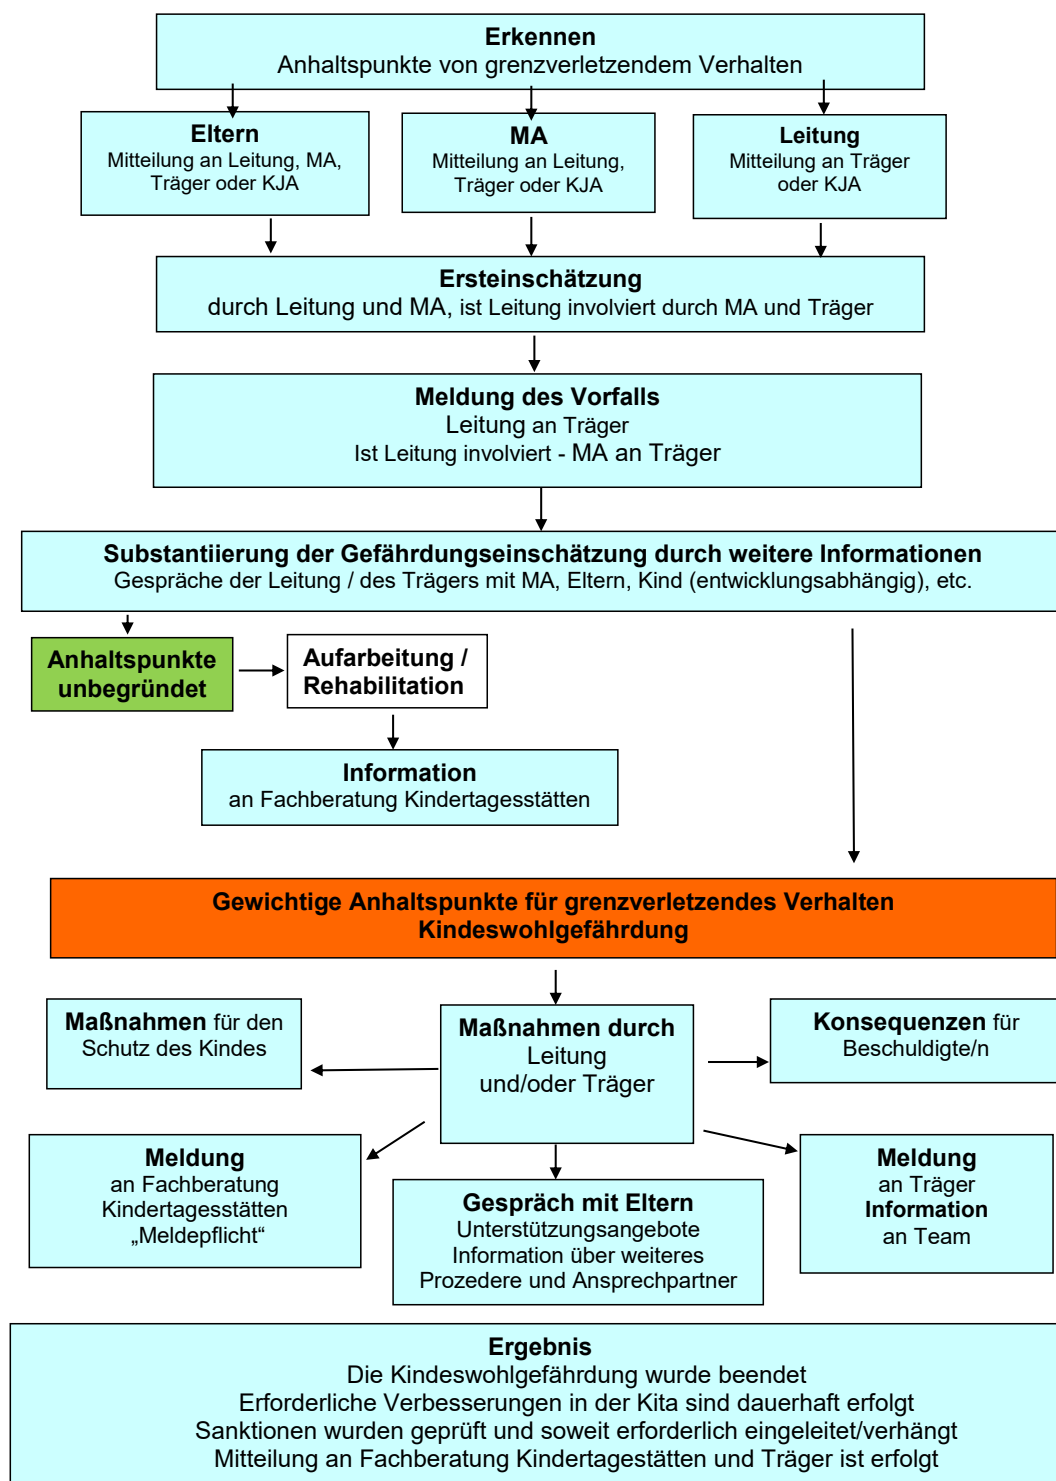 Erkennen
Anhaltspunkte von grenzverletzendem Verhalten
Eltern
Mitteilung an Leitung, MA,
Träger oder KJA
MA
Mitteilung an Leitung,
Träger oder KJA
Leitung
Mitteilung an Träger
oder KJA
Ersteinschätzung
durch Leitung und MA, ist Leitung involviert durch MA und Träger
Meldung des Vorfalls
Leitung an Träger
Ist Leitung involviert - MA an Träger
Substantiierung der Gefährdungseinschätzung durch weitere Informationen
Gespräche der Leitung / des Trägers mit MA, Eltern, Kind (entwicklungsabhängig), etc.
Anhaltspunkte
unbegründet
Aufarbeitung /
Rehabilitation
Information
an Fachberatung Kindertagesstätten
Gewichtige Anhaltspunkte für grenzverletzendes Verhalten
Kindeswohlgefährdung
Maßnahmen für den
Schutz des Kindes
Maßnahmen durch
Leitung
und/oder Träger
Konsequenzen für
Beschuldigte/n
Meldung
an Fachberatung
Kindertagesstätten
„Meldepflicht“
Gespräch mit Eltern
Unterstützungsangebote
Information über weiteres
Prozedere und Ansprechpartner
Meldung
an Träger
Information
an Team
Ergebnis
Die Kindeswohlgefährdung wurde beendet
Erforderliche Verbesserungen in der Kita sind dauerhaft erfolgt
Sanktionen wurden geprüft und soweit erforderlich eingeleitet/verhängt
Mitteilung an Fachberatung Kindertagestätten und Träger ist erfolgt